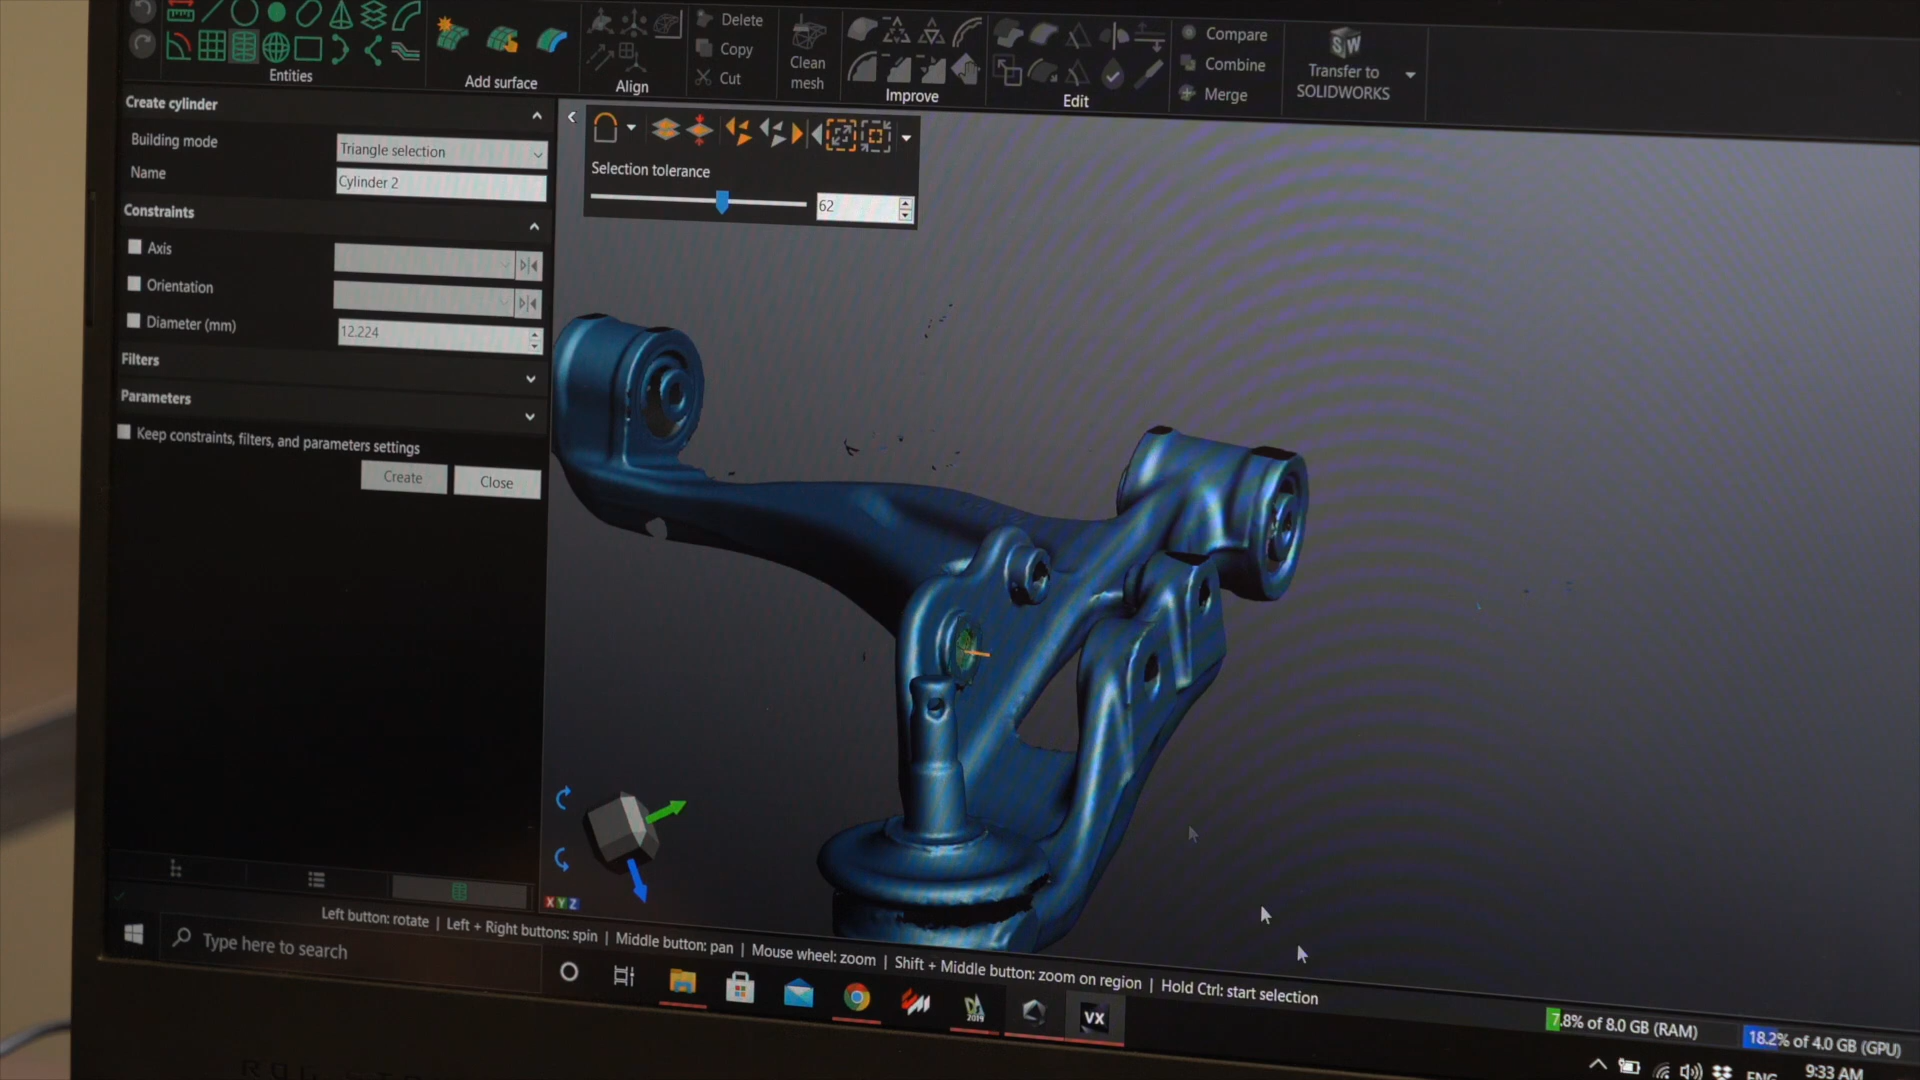 Delete
Copy
Cut
Entities
Add surface
Align
Clean
mesh
Improve
Edit
Compare
Combine
Merge
SW
Transfer to
SOLIDWORKS
Create cylinder
Building mode
Triangle selection
Name
Cylinder 2
Constraints
Axis
Orientation
Diameter (mm)
12.224
Filters
Parameters
Keep constraints, filters, and parameters settings
Create
Close
Selection tolerance
62
X Y Z
Left button: rotate | Left + Right buttons: spin | Middle button: pan | Mouse wheel: zoom | Shift + Middle button: zoom on region | Hold Ctrl: start selection
Type here to search
2019
VX
7.8% of 8.0 GB (RAM)
18.2% of 4.0 GB (GPU)
ENG
9:33 AM